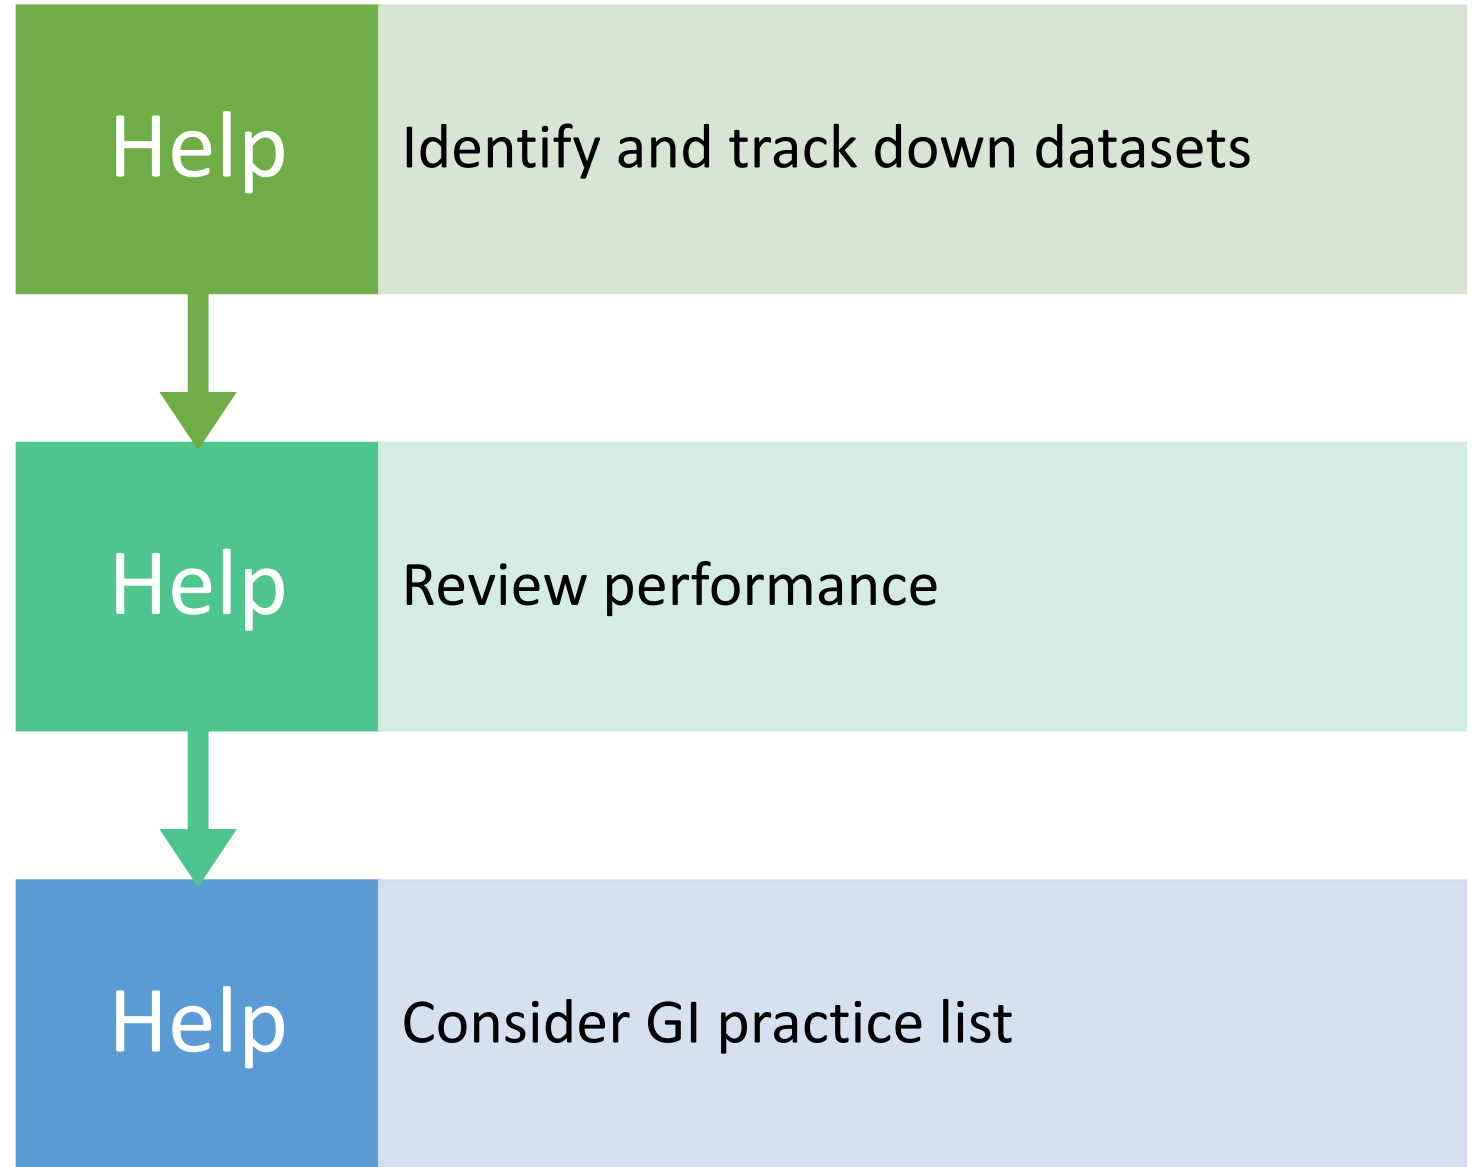 Help
Identify and track down datasets
Help
Review performance
Help
Consider GI practice list